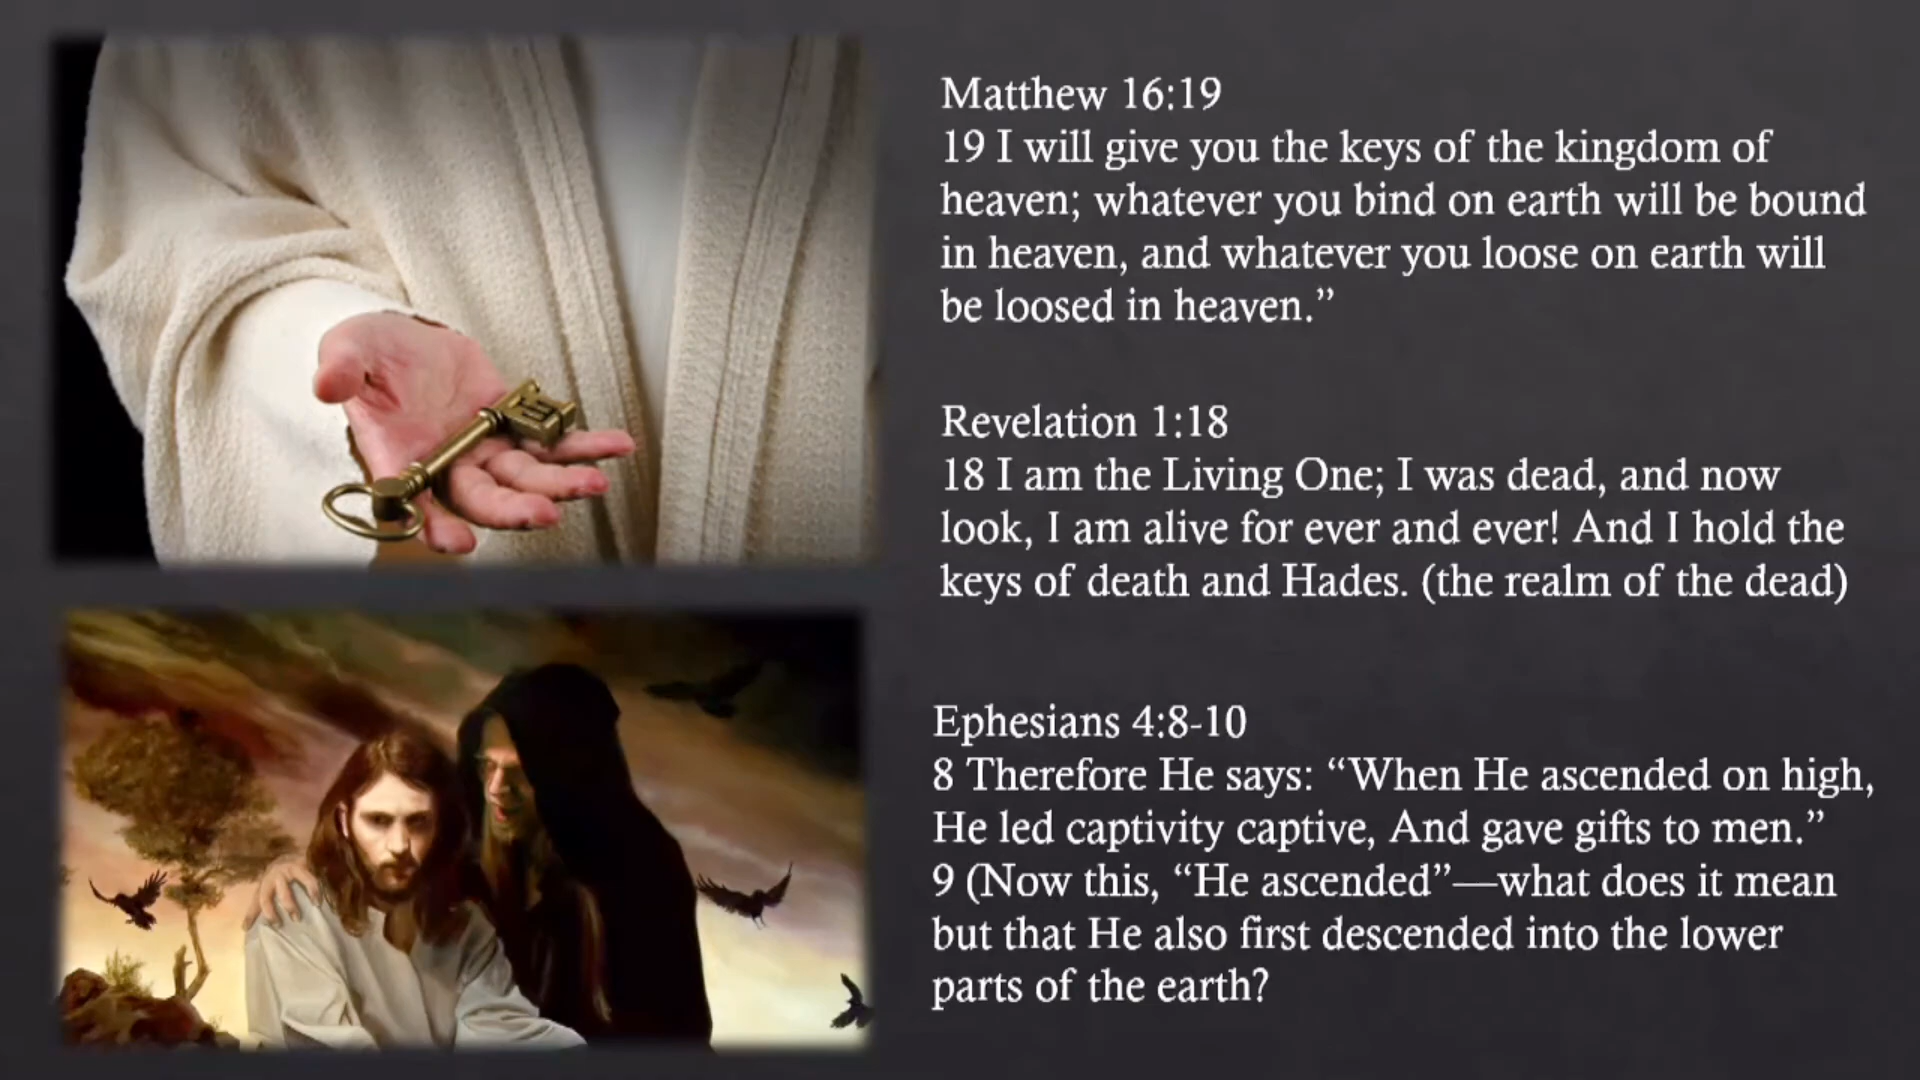 Matthew 16:19
19 I will give you the keys of the kingdom of
heaven; whatever you bind on earth will be bound
in heaven, and whatever you loose on earth will
be loosed in heaven.”
Revelation 1:18
18 I am the Living One; I was dead, and now
look, I am alive for ever and ever! And I hold the
keys of death and Hades. (the realm of the dead)
Ephesians 4:8-10
8 Therefore He says: “When He ascended on high,
He led captivity captive, And gave gifts to men.”
9 (Now this, “He ascended”—what does it mean
but that He also first descended into the lower
parts of the earth?